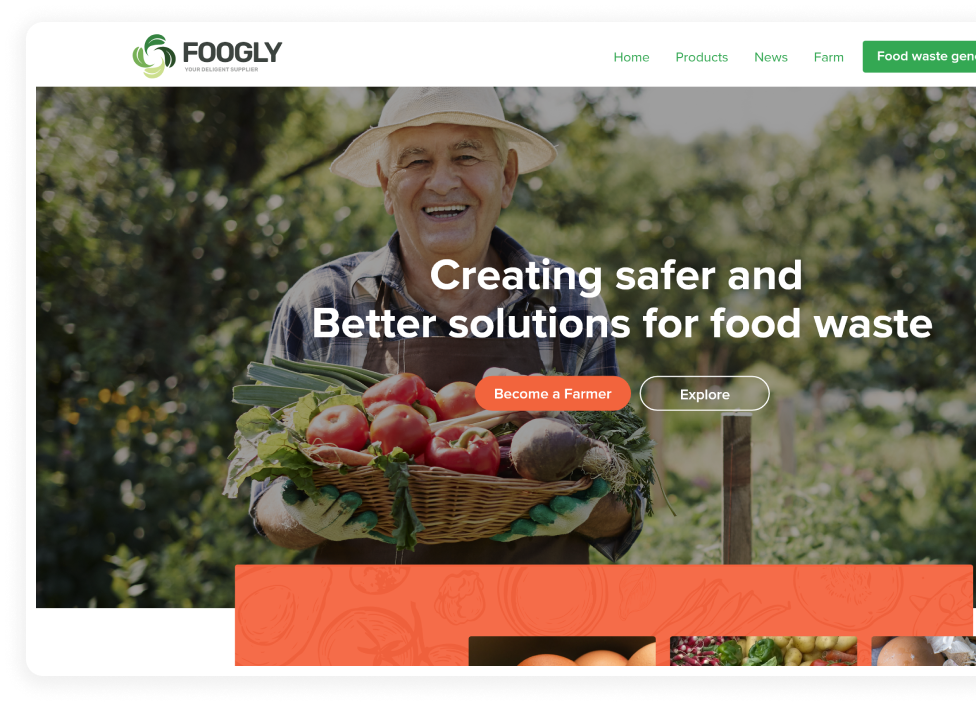 FOOGLY
YOUR DELIGENT SUPPLIER
Home Products News Farm Food waste gen
Creating safer and
Better solutions for food waste
Become a Farmer Explore